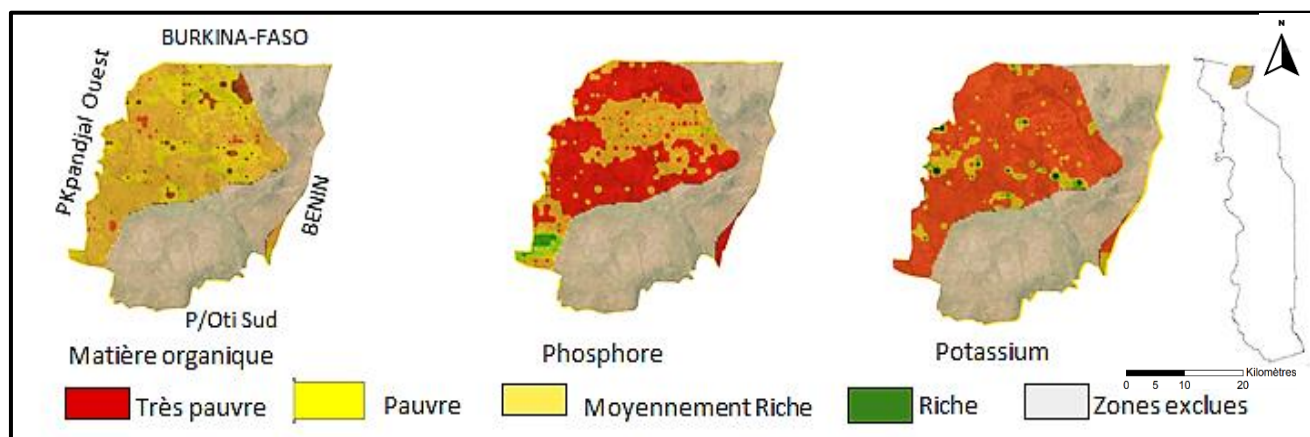 BURKINA-FASO
PKpandjal Ouest
BENIN
P/Oti Sud
N
Matière organique
Phosphore
Potassium
Kilomètres
0 5 10 20
Très pauvre
Pauvre
Moyennement Riche
Riche
Zones exclues